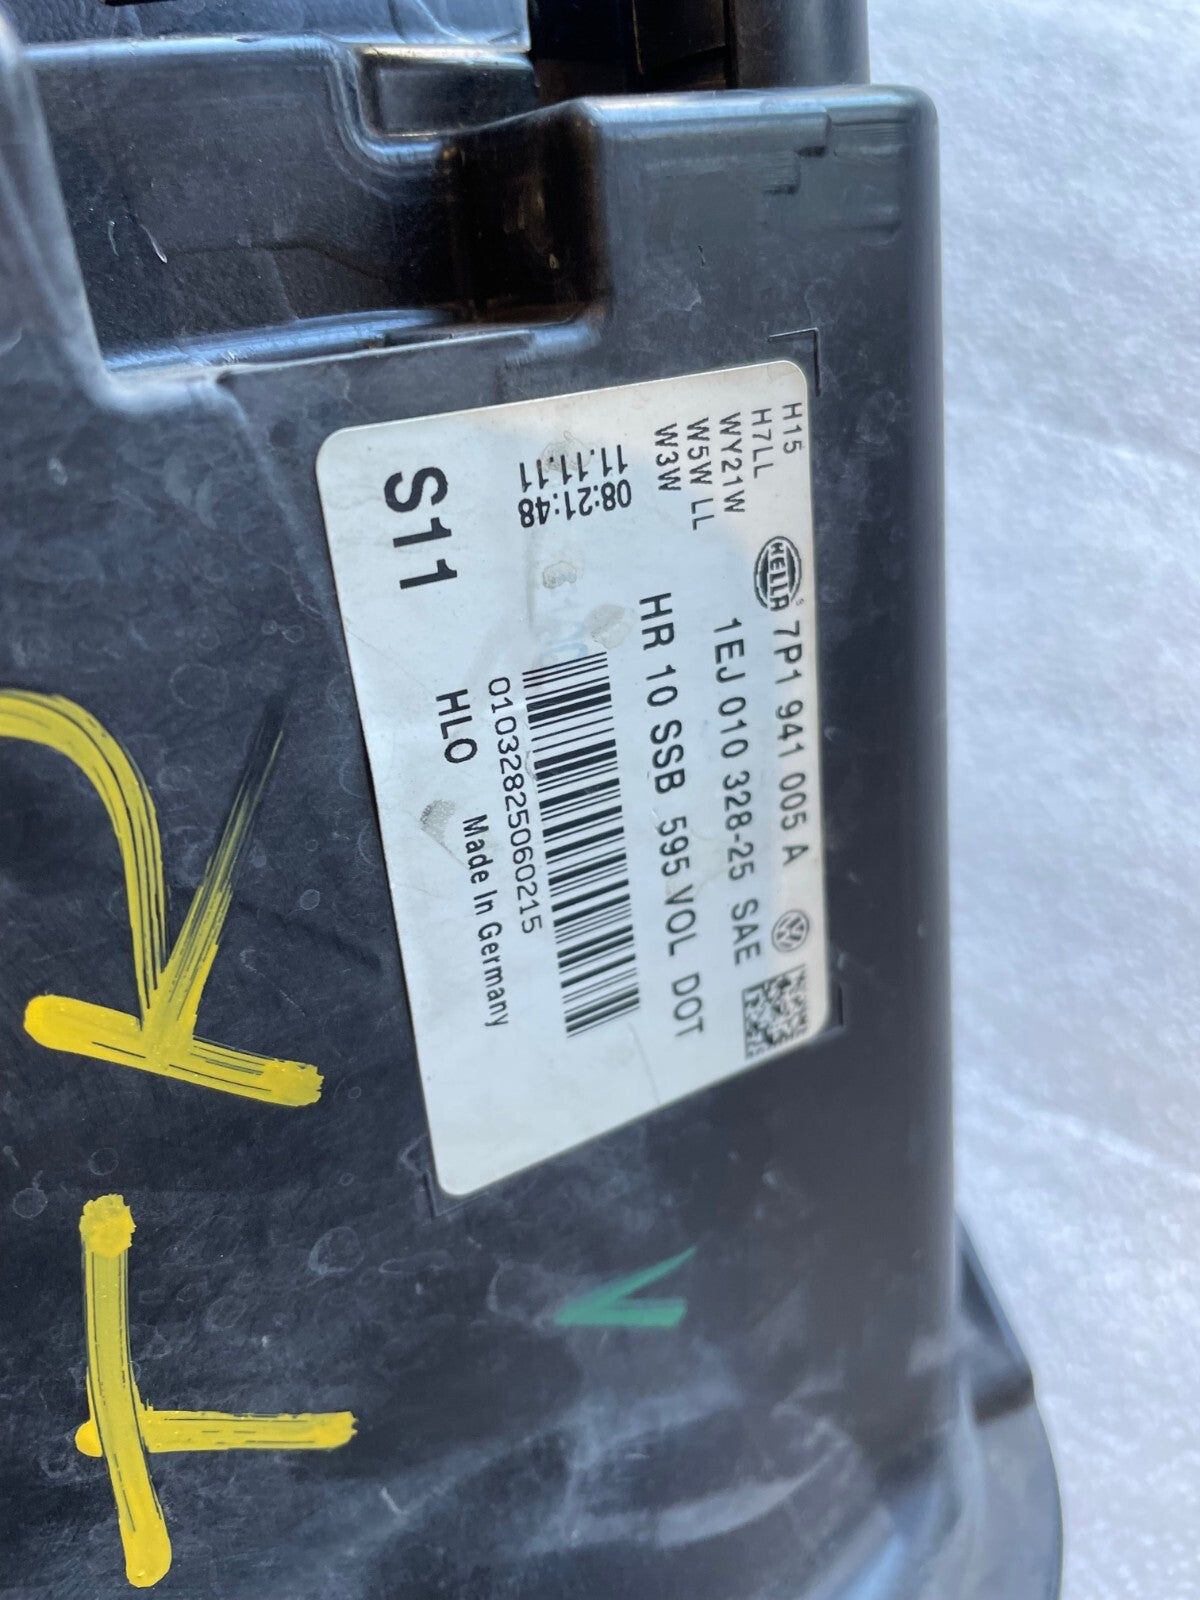 H15
H7LL
WY21W
W5W LL
W3W
HELLA 7P1 941 005 A
1EJ 010 328-25 SAE
HR 10 SSB 595 VOL DOT
11.11.11
08:21:48
01032825060215
S11
HLO Made In Germany